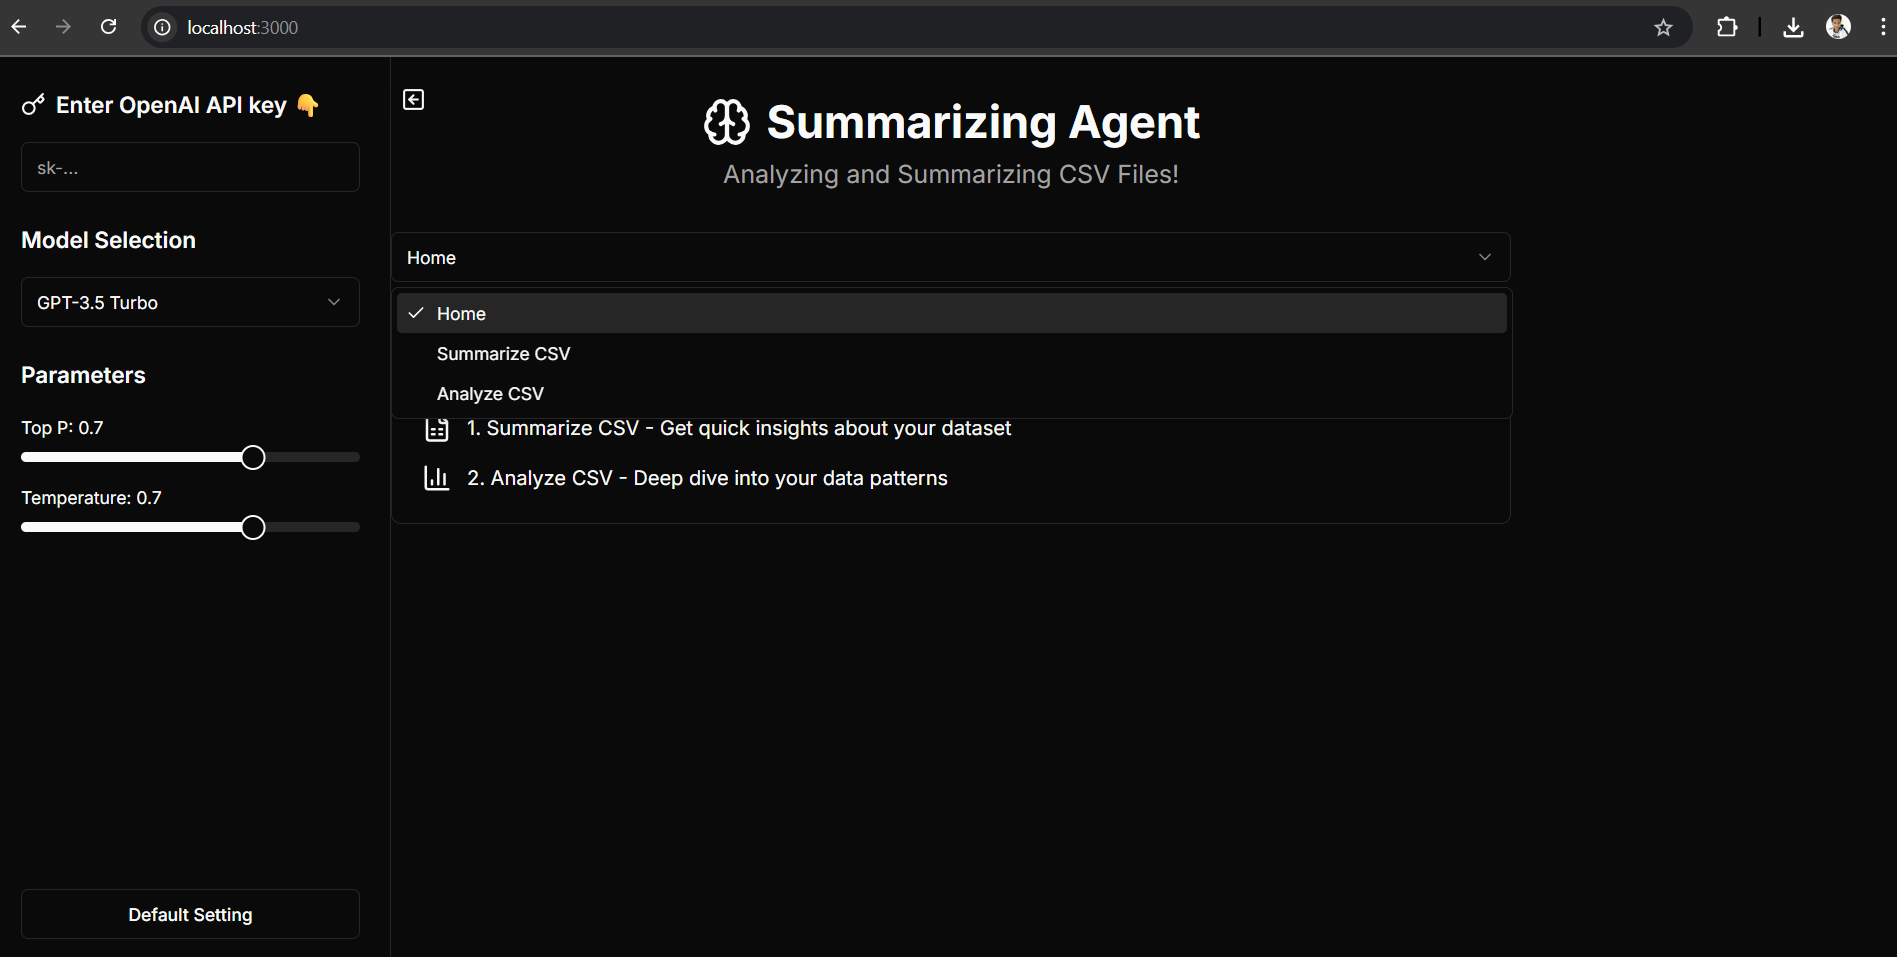 localhost:3000
Enter OpenAI API key 👇
sk-...
Model Selection
GPT-3.5 Turbo
Parameters
Top P: 0.7
Temperature: 0.7
Default Setting
Summarizing Agent
Analyzing and Summarizing CSV Files!
Home
Home
Summarize CSV
Analyze CSV
1. Summarize CSV - Get quick insights about your dataset
2. Analyze CSV - Deep dive into your data patterns